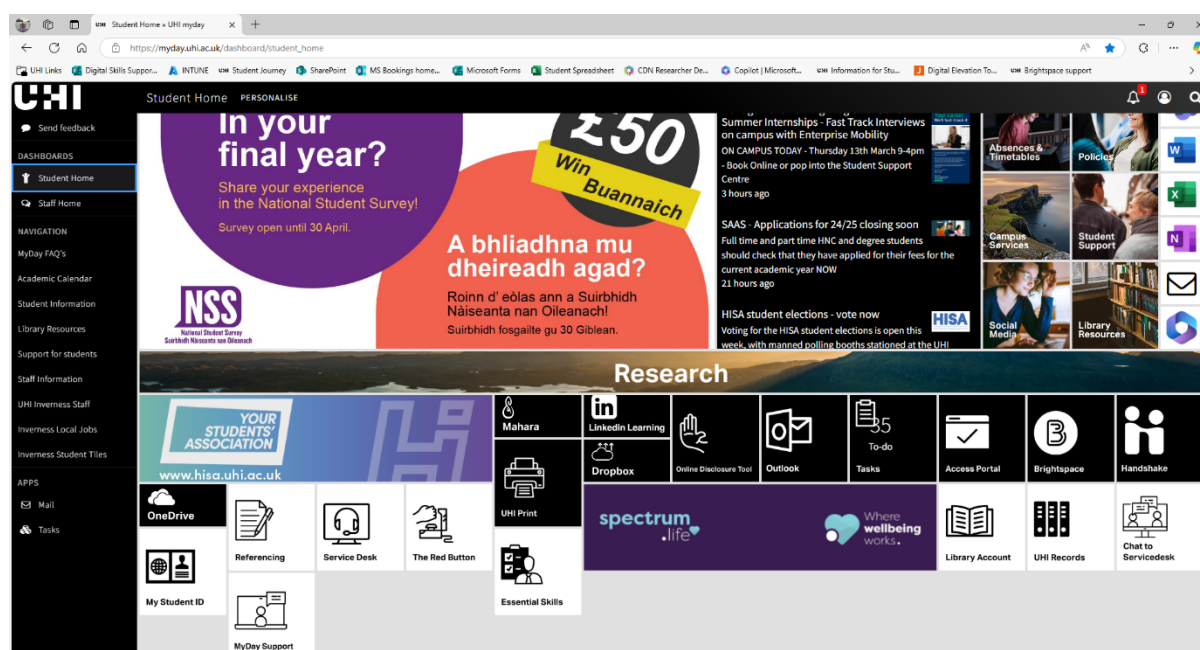 Student Home » UHI myday
https://myday.uhi.ac.uk/dashboard/student_home
UHI Links
Digital Skills Suppor...
INTUNE
Student Journey
SharePoint
MS Bookings home...
Microsoft Forms
Student Spreadsheet
CDN Researcher De...
Copilot | Microsoft...
Information for Stu...
Digital Elevation To...
Brightspace support
UHI
Student Home PERSONALISE
1
Send feedback
DASHBOARDS
Student Home
Staff Home
NAVIGATION
MyDay FAQ's
Academic Calendar
Student Information
Library Resources
Support for students
Staff Information
UHI Inverness Staff
Inverness Local Jobs
Inverness Student Tiles
APPS
Mail
Tasks
In your
final year?
Share your experience
in the National Student Survey!
Survey open until 30 April.
NSS
National Student Survey
Suirbhidh Nàiseanta nan Oileanach
£50
Win
Buannaich
A bhliadhna mu
dheireadh agad?
Roinn d' eòlas ann a Suirbhidh
Nàiseanta nan Oileanach!
Suirbhidh fosgailte gu 30 Giblean.
Summer Internships - Fast Track Interviews
on campus with Enterprise Mobility
ON CAMPUS TODAY - Thursday 13th March 9-4pm
- Book Online or pop into the Student Support
Centre
3 hours ago
SAAS - Applications for 24/25 closing soon
Full time and part time HNC and degree students
should check that they have applied for their fees for the
current academic year NOW
21 hours ago
HISA student elections - vote now
Voting for the HISA student elections is open this
week, with manned polling booths stationed at the UHI
HISA
Absences &
Timetables
Policies
Campus
Services
Student
Support
Social
Media
Library
Resources
W
X
N
Research
YOUR
STUDENTS'
ASSOCIATION
www.hisa.uhi.ac.uk
Mahara
Linkedin Learning
Dropbox
Online Disclosure Tool
Outlook
35
To-do
Tasks
Access Portal
Brightspace
Handshake
UHI Print
OneDrive
Referencing
Service Desk
The Red Button
spectrum
.life
Where
wellbeing
works.
Library Account
UHI Records
Chat to
Servicedesk
My Student ID
Essential Skills
MyDay Support